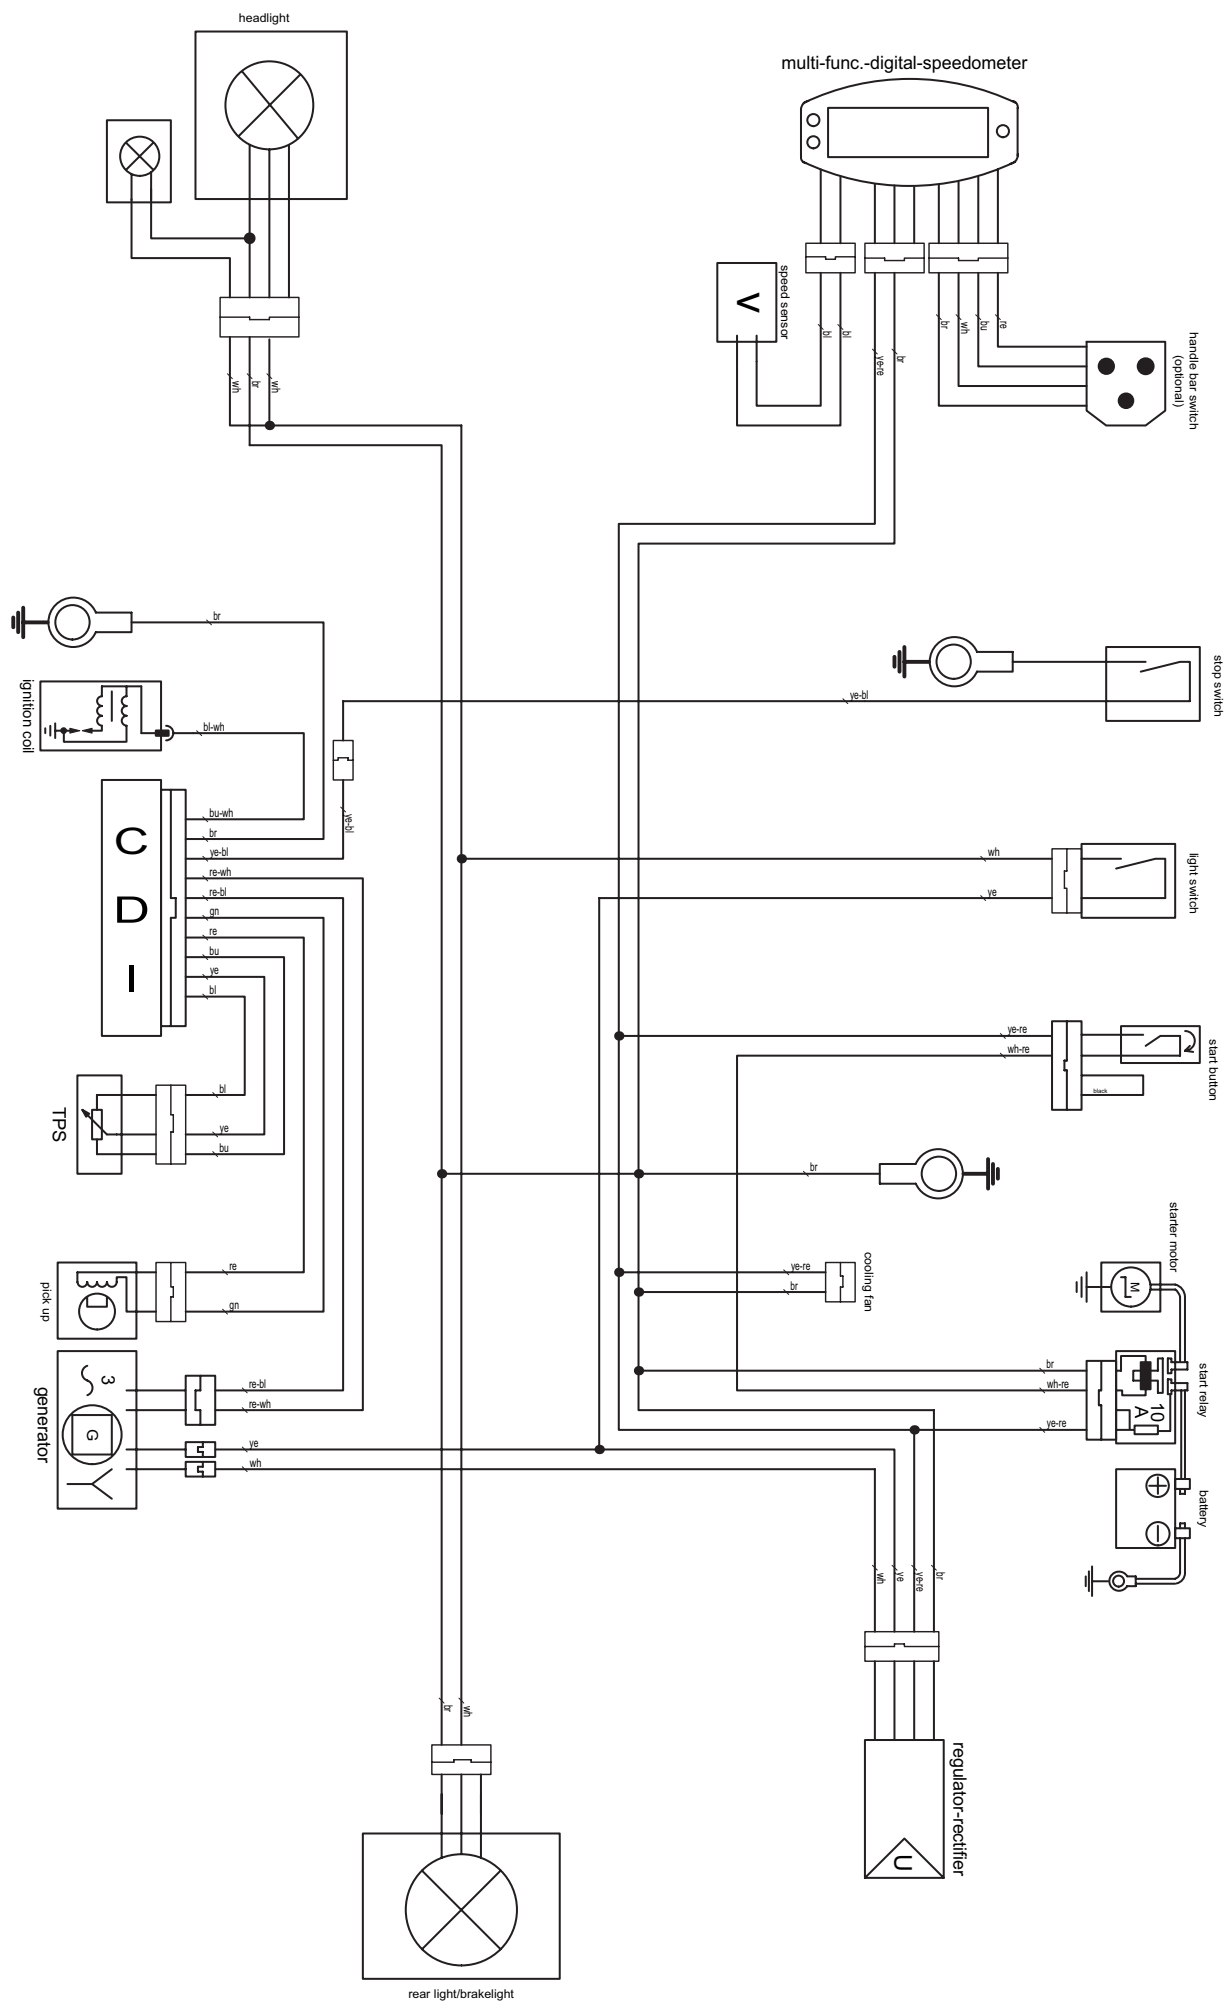 headlight
multi-func.-digital-speedometer
speed sensor
V
bl
bl
ye-re
br
br
wh
bu
re
handle bar switch
(optional)
wh
br
wh
br
stop switch
ye-bl
ignition coil
bl-wh
ye-bl
C
D
I
bu-wh
br
ye-bl
re-wh
re-bl
gn
re
bu
ye
bl
wh
ye
light switch
ye-re
wh-re
black
start button
TPS
bl
ye
bu
br
starter motor
M
cooling fan
ye-re
br
pick up
re
gn
br
wh-re
ye-re
start relay
10
A
3
G
generator
re-bl
re-wh
ye
wh
battery
wh
ye
ye-re
br
br
wh
regulator-rectifier
U
rear light/brakelight